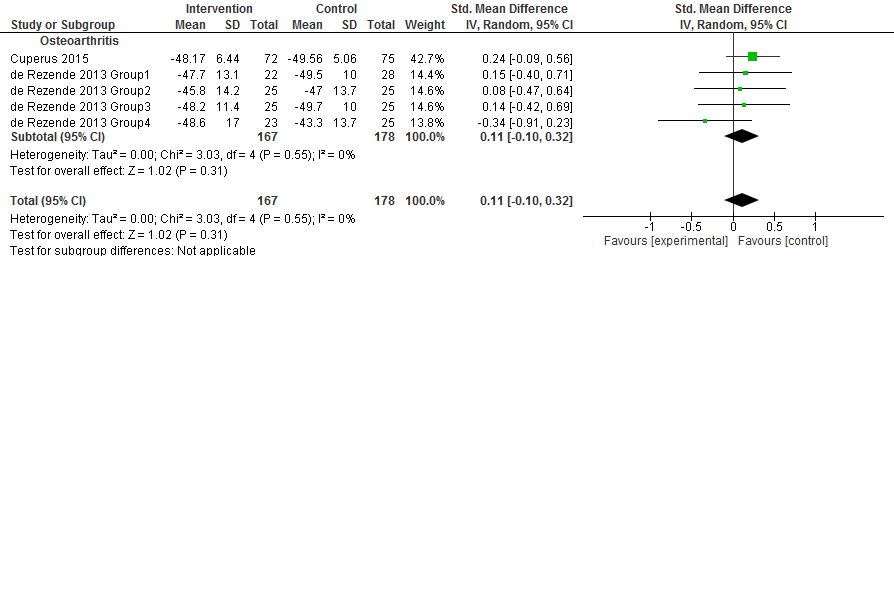 Intervention Control Std. Mean Difference Std. Mean Difference
Study or Subgroup Mean SD Total Mean SD Total Weight IV, Random, 95% CI IV, Random, 95% CI
Osteoarthritis
Cuperus 2015 -48.17 6.44 72 -49.56 5.06 75 42.7% 0.24 [-0.09, 0.56]
de Rezende 2013 Group1 -47.7 13.1 22 -49.5 10 28 14.4% 0.15 [-0.40, 0.71]
de Rezende 2013 Group2 -45.8 14.2 25 -47 13.7 25 14.6% 0.08 [-0.47, 0.64]
de Rezende 2013 Group3 -48.2 11.4 25 -49.7 10 25 14.6% 0.14 [-0.42, 0.69]
de Rezende 2013 Group4 -48.6 17 23 -43.3 13.7 25 13.8% -0.34 [-0.91, 0.23]
Subtotal (95% CI) 167 178 100.0% 0.11 [-0.10, 0.32]
Heterogeneity: Tau² = 0.00; Chi² = 3.03, df = 4 (P = 0.55); I² = 0%
Test for overall effect: Z = 1.02 (P = 0.31)
Total (95% CI) 167 178 100.0% 0.11 [-0.10, 0.32]
Heterogeneity: Tau² = 0.00; Chi² = 3.03, df = 4 (P = 0.55); I² = 0%
Test for overall effect: Z = 1.02 (P = 0.31)
Test for subgroup differences: Not applicable
-1 -0.5 0 0.5 1
Favours [experimental] Favours [control]